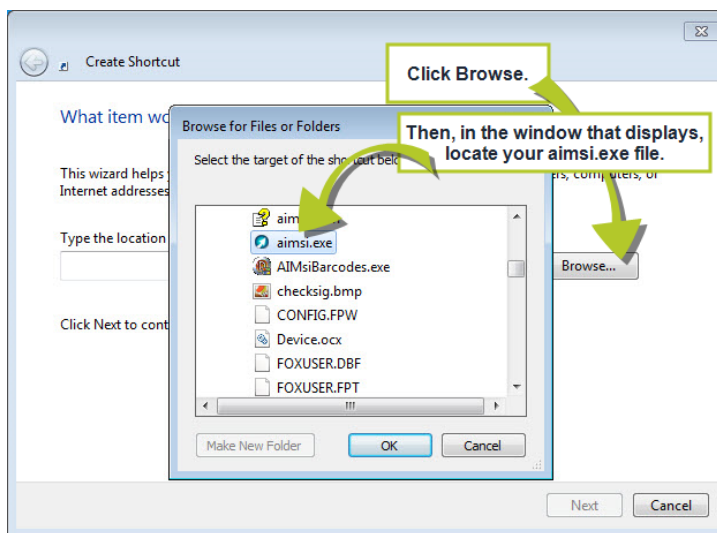 Create Shortcut
Click Browse.
What item wo
Browse for Files or Folders
Then, in the window that displays,
locate your aimsi.exe file.
Select the target of the shortcut below
This wizard helps
ers, computers, or
Internet addresses
aim
aimsi.exe
Type the location
AIMsiBarcodes.exe
Browse...
checksig.bmp
CONFIG.FPW
Click Next to cont
Device.ocx
FOXUSER.DBF
FOXUSER.FPT
Make New Folder
OK
Cancel
Next
Cancel